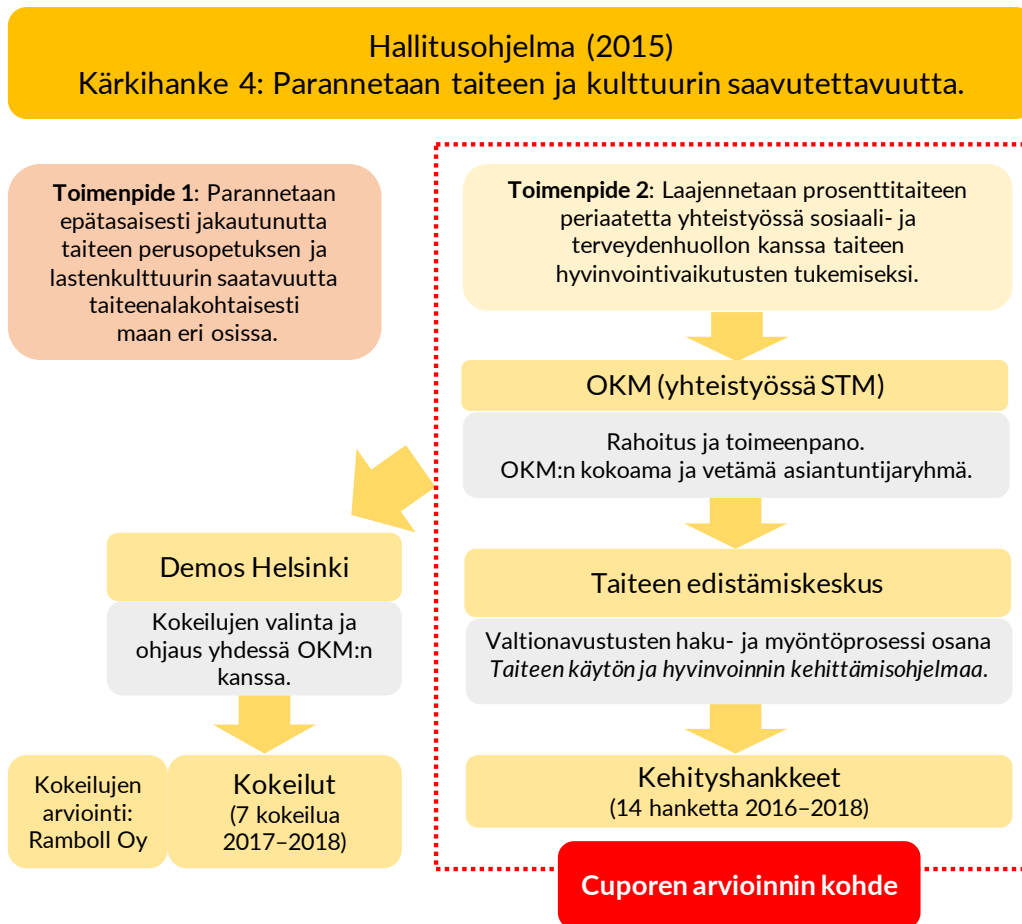 Hallitusohjelma (2015)
Kärkihanke 4: Parannetaan taiteen ja kulttuurin saavutettavuutta.
Toimenpide 1: Parannetaan
epätasaisesti jakautunutta
taiteen perusopetuksen ja
lastenkulttuurin saatavuutta
taiteenalakohtaisesti
maan eri osissa.
Toimenpide 2: Laajennetaan prosenttitaiteen
periaatetta yhteistyössä sosiaali- ja
terveydenhuollon kanssa taiteen
hyvinvointivaikutusten tukemiseksi.
OKM (yhteistyössä STM)
Rahoitus ja toimeenpano.
OKM:n kokoama ja vetämä asiantuntijaryhmä.
Demos Helsinki
Kokeilujen valinta ja
ohjaus yhdessä OKM:n
kanssa.
Taiteen edistämiskeskus
Valtionavustusten haku- ja myöntöprosessi osana
Taiteen käytön ja hyvinvoinnin kehittämisohjelmaa.
Kokeilujen
arviointi:
Ramboll Oy
Kokeilut
(7 kokeilua
2017–2018)
Kehityshankkeet
(14 hanketta 2016–2018)
Cuporen arvioinnin kohde